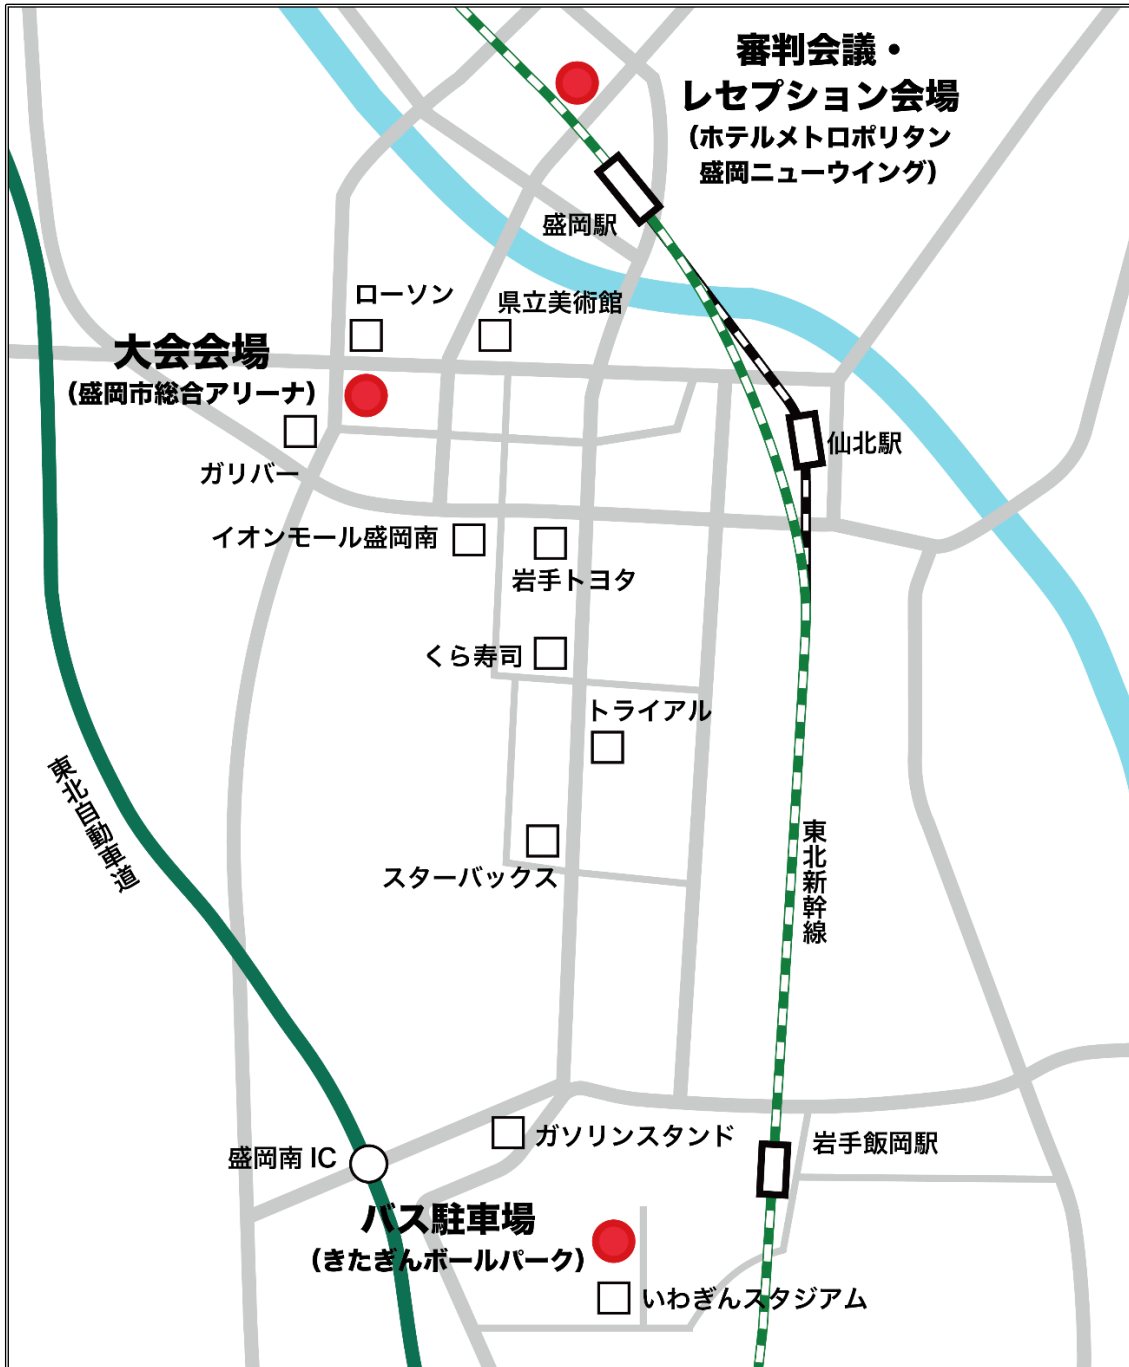 審判会議・
レセプション会場
(ホテルメトロポリタン
盛岡ニューウイング)
盛岡駅
ローソン
県立美術館
大会会場
(盛岡市総合アリーナ)
ガリバー
仙北駅
イオンモール盛岡南
岩手トヨタ
くら寿司
トライアル
東北自動車道
スターバックス
東北新幹線
ガソリンスタンド
岩手飯岡駅
盛岡南 IC
バス駐車場
(きたぎんボールパーク)
いわぎんスタジアム